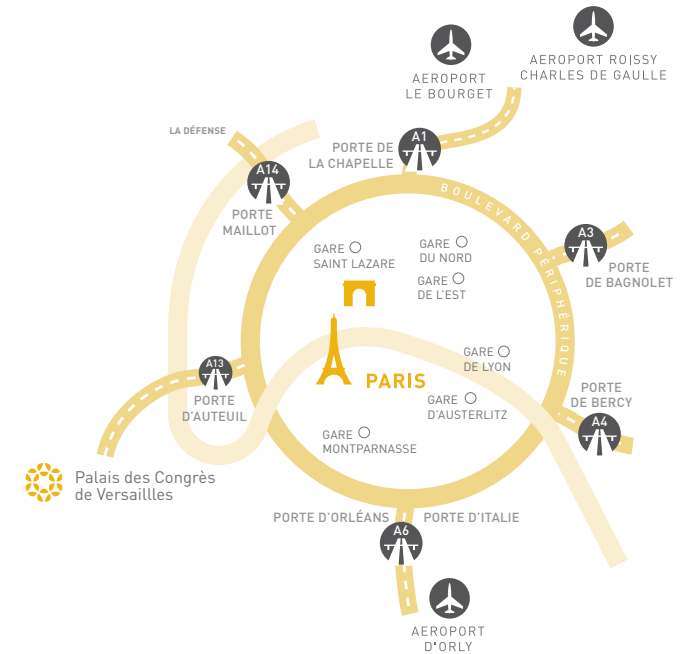 AEROPORT
LE BOURGET
AEROPORT ROISSY
CHARLES DE GAULLE
LA DÉFENSE
A1
PORTE DE
LA CHAPELLE
A14
PORTE
MAILLOT
BOULEVARD PÉRIPHÉRIQUE
A3
PORTE
DE BAGNOLET
GARE
SAINT LAZARE
GARE
DU NORD
GARE
DE L'EST
A13
PORTE
D'AUTEUIL
PARIS
GARE
DE LYON
GARE
D'AUSTERLITZ
PORTE
DE BERCY
A4
GARE
MONTPARNASSE
Palais des Congrès
de Versaillles
PORTE D'ORLÉANS
PORTE D'ITALIE
A6
AEROPORT
D'ORLY